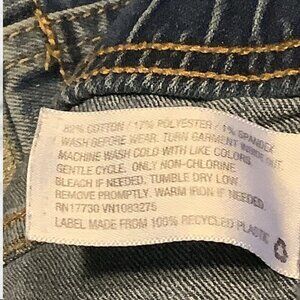 82% COTTON / 17% POLYESTER / 1% SPANDEX
WASH BEFORE WEAR. TURN GARMENT INSIDE OUT.
MACHINE WASH COLD WITH LIKE COLORS.
GENTLE CYCLE. ONLY NON-CHLORINE
BLEACH IF NEEDED. TUMBLE DRY LOW.
REMOVE PROMPTLY. WARM IRON IF NEEDED.
RN17730 VN1083275
LABEL MADE FROM 100% RECYCLED PLASTIC